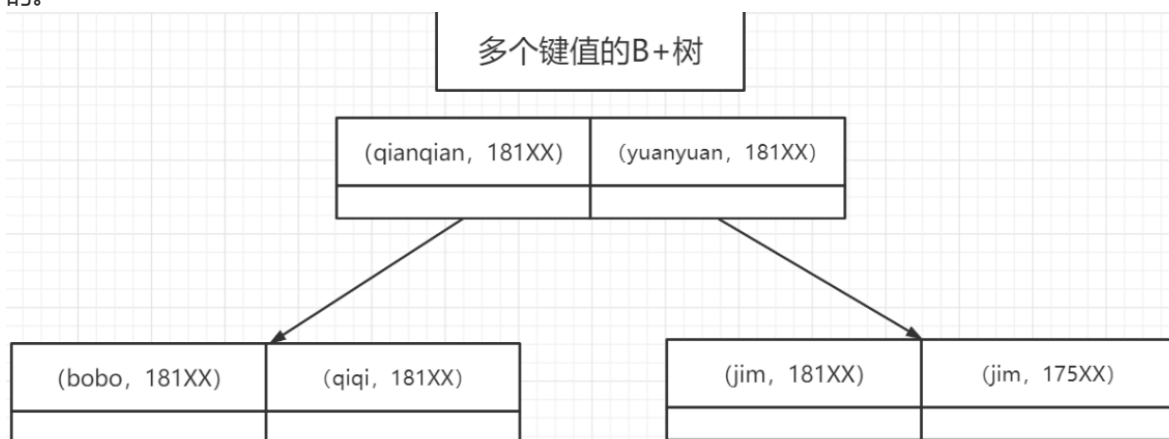 的。
多个键值的B+树
(qianqian, 181XX) (yuanyuan, 181XX)
(bobo, 181XX) (qiqi, 181XX) (jim, 181XX) (jim, 175XX)